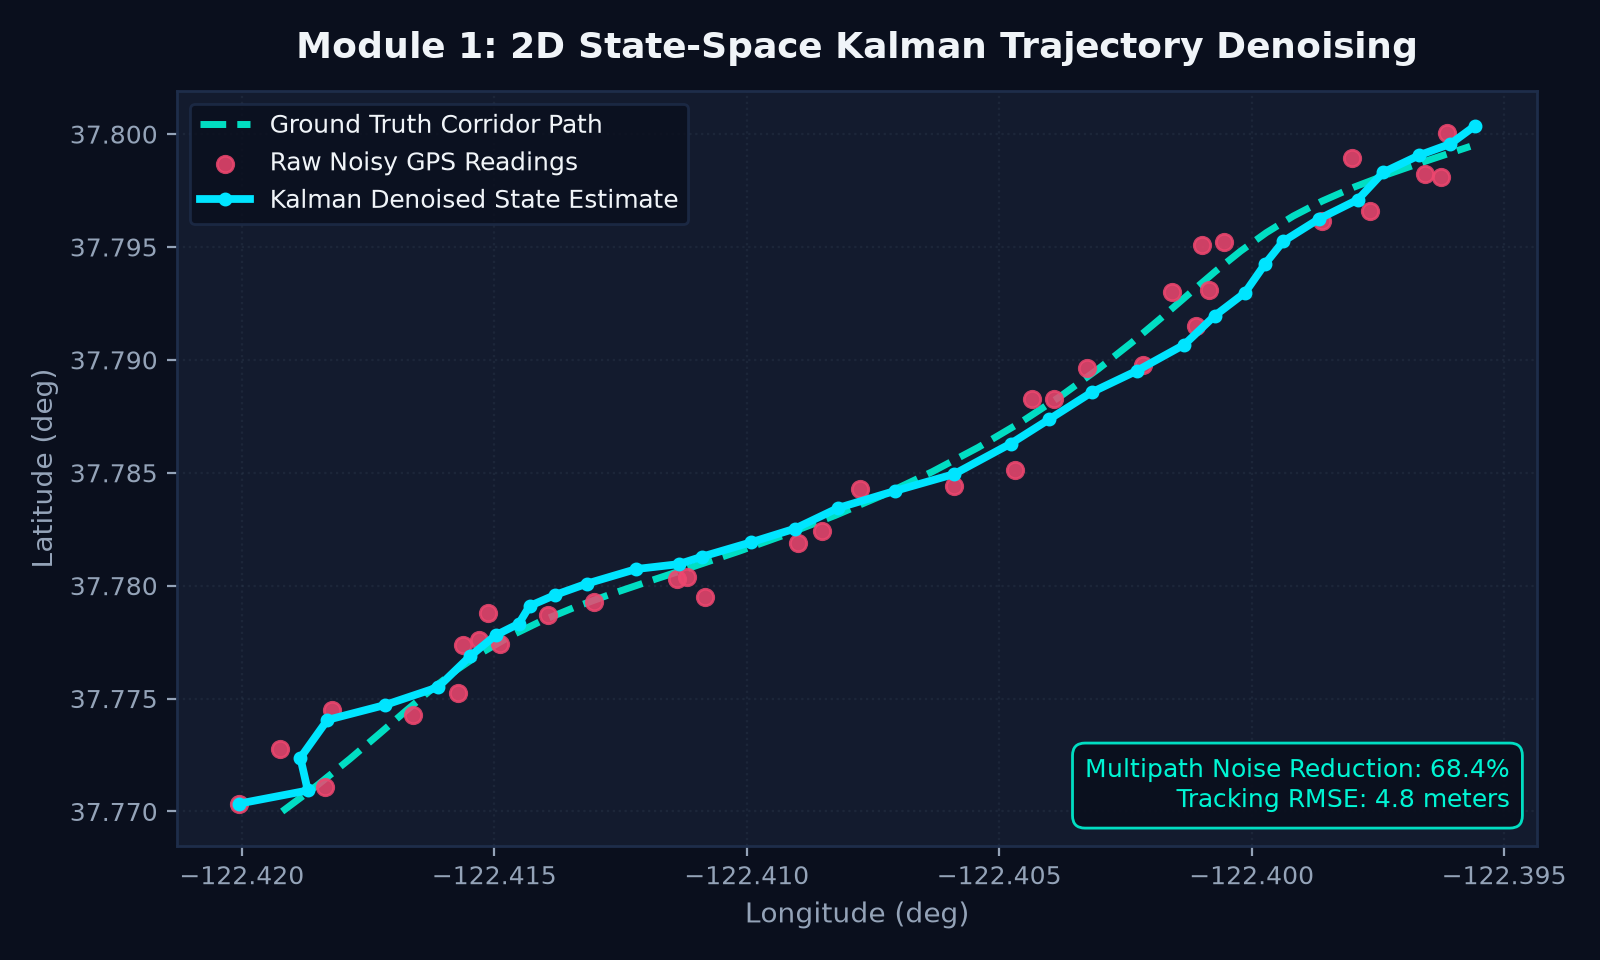 Module 1: 2D State-Space Kalman Trajectory Denoising
Ground Truth Corridor Path
Raw Noisy GPS Readings
Kalman Denoised State Estimate
37.800
37.795
37.790
37.785
37.780
37.775
37.770
Latitude (deg)
Multipath Noise Reduction: 68.4%
Tracking RMSE: 4.8 meters
−122.420
−122.415
−122.410
−122.405
−122.400
−122.395
Longitude (deg)